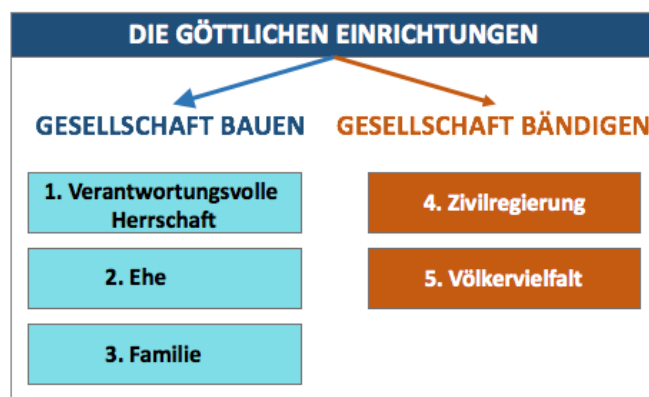 DIE GÖTTLICHEN EINRICHTUNGEN
GESELLSCHAFT BAUEN
1. Verantwortungsvolle
Herrschaft
2. Ehe
3. Familie
GESELLSCHAFT BÄNDIGEN
4. Zivilregierung
5. Völkervielfalt